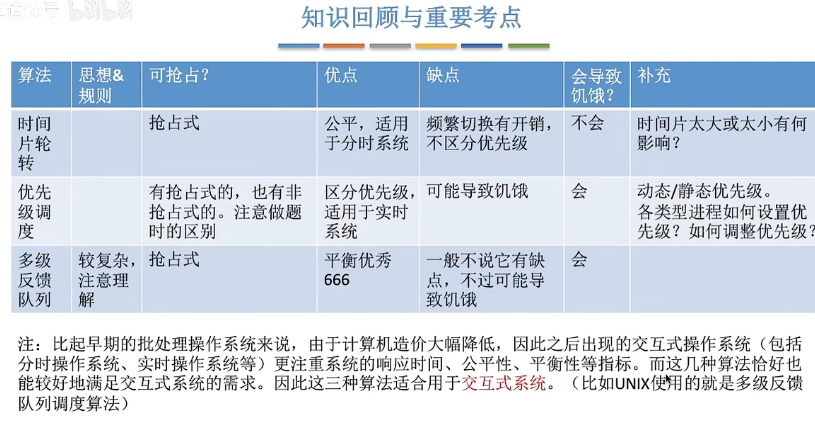 bilibili
知识回顾与重要考点
算法
思想&
规则
可抢占？
优点
缺点
会导致
饥饿？
补充
时间
片轮
转
抢占式
公平，适用
于分时系统
频繁切换有开销，
不区分优先级
不会
时间片太大或太小有何
影响？
优先
级调
度
有抢占式的，也有非
抢占式的。注意做题
时的区别
区分优先级，
适用于实时
系统
可能导致饥饿
会
动态/静态优先级。
各类型进程如何设置优
先级？如何调整优先级？
多级
反馈
队列
较复杂，
注意理
解
抢占式
平衡优秀
666
一般不说它有缺
点，不过可能导
致饥饿
会
注：比起早期的批处理操作系统来说，由于计算机造价大幅降低，因此之后出现的交互式操作系统（包括
分时操作系统、实时操作系统等）更注重系统的响应时间、公平性、平衡性等指标。而这几种算法恰好也
能较好地满足交互式系统的需求。因此这三种算法适合用于交互式系统。（比如UNIX使用的就是多级反馈
队列调度算法）